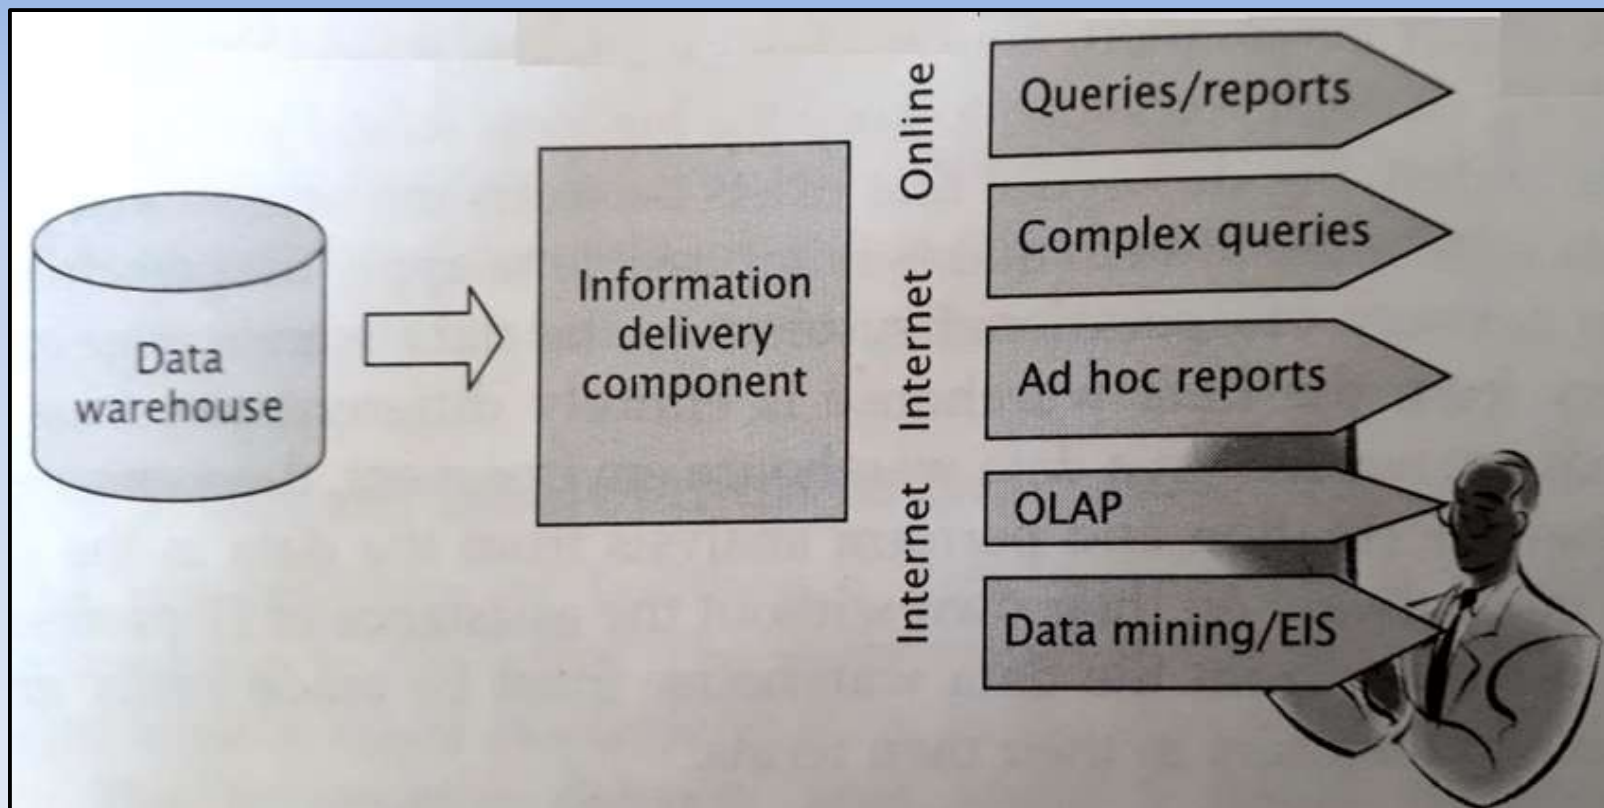 Data
warehouse
Information
delivery
component
Online
Internet
Internet
Queries/reports
Complex queries
Ad hoc reports
OLAP
Data mining/EIS